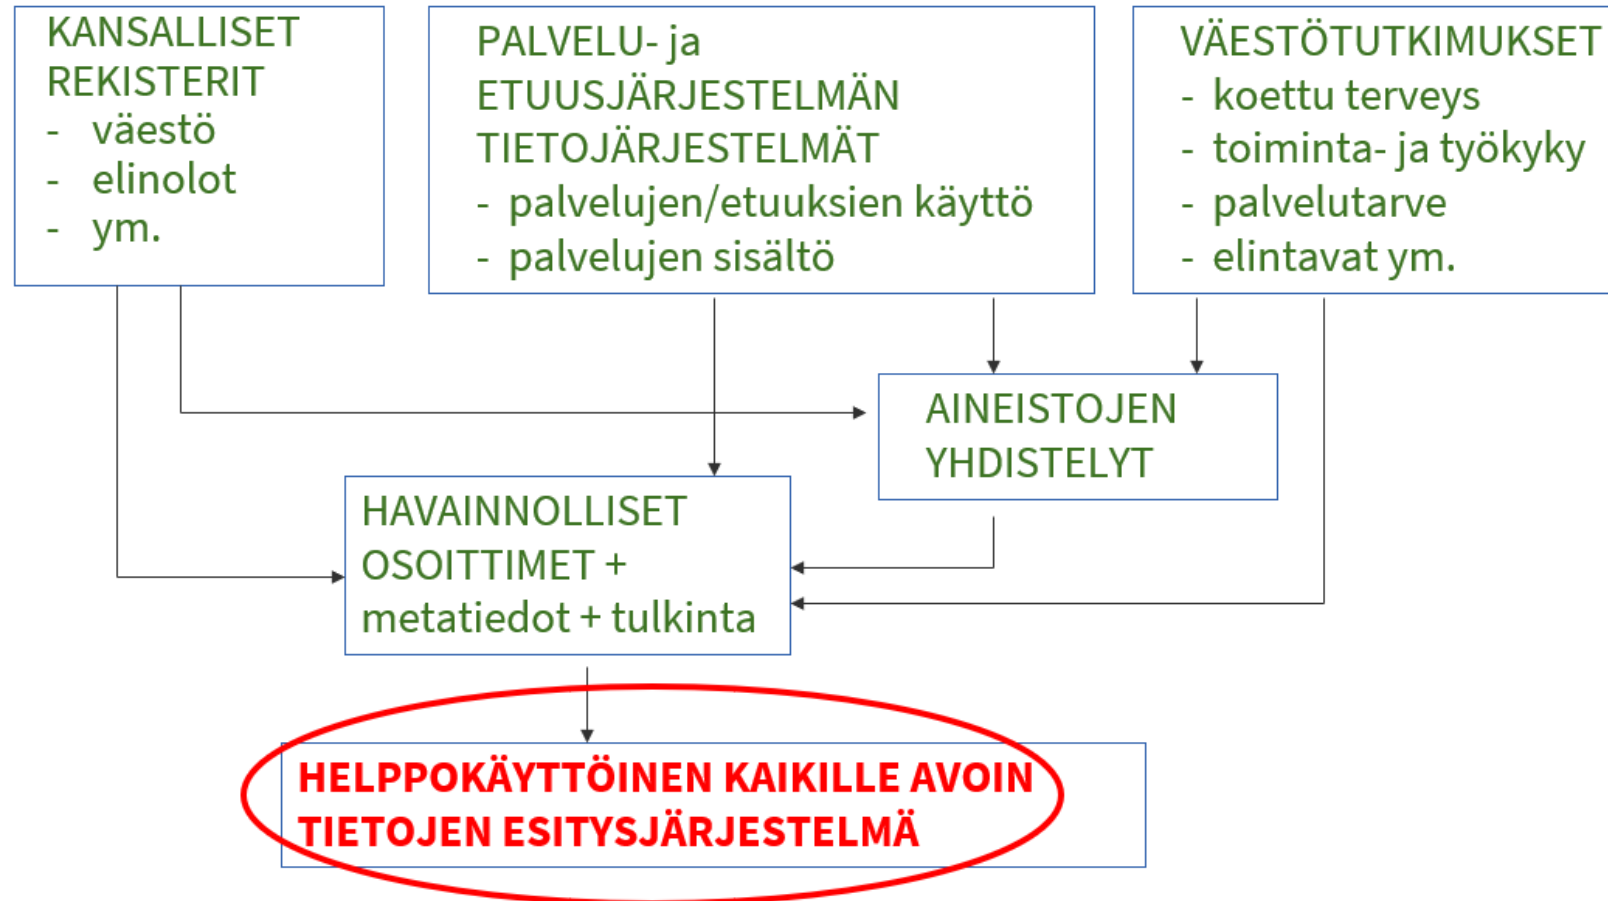 KANSALLISET
REKISTERIT
- väestö
- elinolot
- ym.
PALVELU- ja
ETUUSJÄRJESTELMÄN
TIETOJÄRJESTELMÄT
- palvelujen/etuuksien käyttö
- palvelujen sisältö
VÄESTÖTUTKIMUKSET
- koettu terveys
- toiminta- ja työkyky
- palvelutarve
- elintavat ym.
AINEISTOJEN
YHDISTELYT
HAVAINNOLLISET
OSOITTIMET +
metatiedot + tulkinta
HELPPOKÄYTTÖINEN KAIKILLE AVOIN
TIETOJEN ESITYSJÄRJESTELMÄ